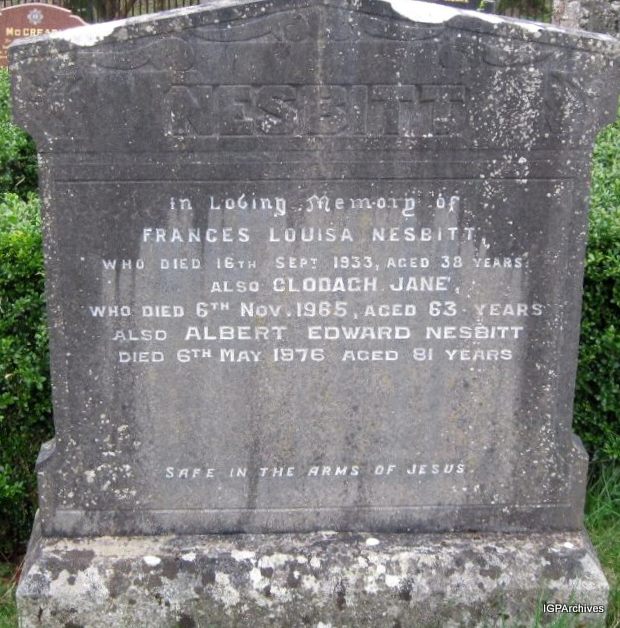 McCREA
NESBITT
In Loving Memory of
FRANCES LOUISA NESBITT,
WHO DIED 16TH SEPT 1933, AGED 38 YEARS.
ALSO CLODAGH JANE,
WHO DIED 6TH NOV. 1965, AGED 63 YEARS
ALSO ALBERT EDWARD NESBITT
DIED 6TH MAY 1976 AGED 81 YEARS
SAFE IN THE ARMS OF JESUS.
IGPArchives